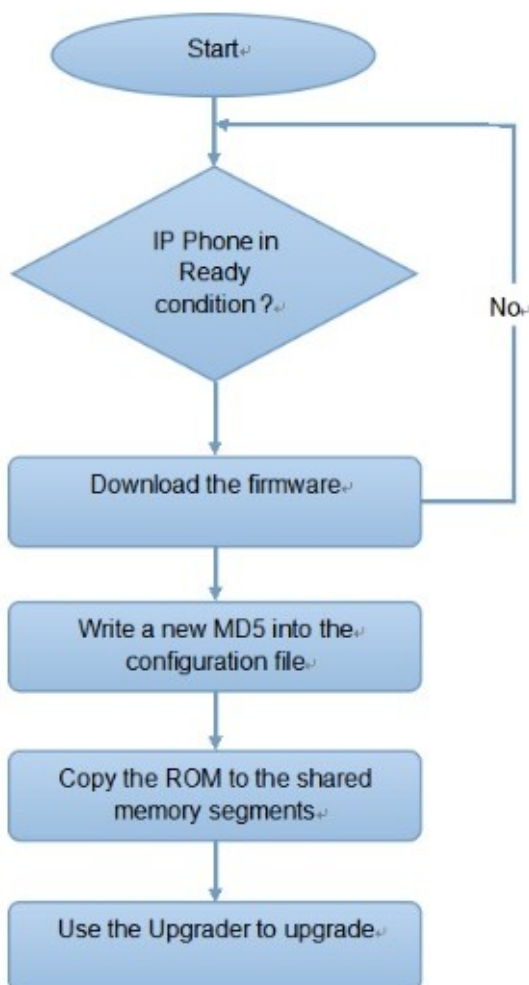 Start
IP Phone in
Ready
condition?
No
Download the firmware
Write a new MD5 into the
configuration file
Copy the ROM to the shared
memory segments
Use the Upgrader to upgrade